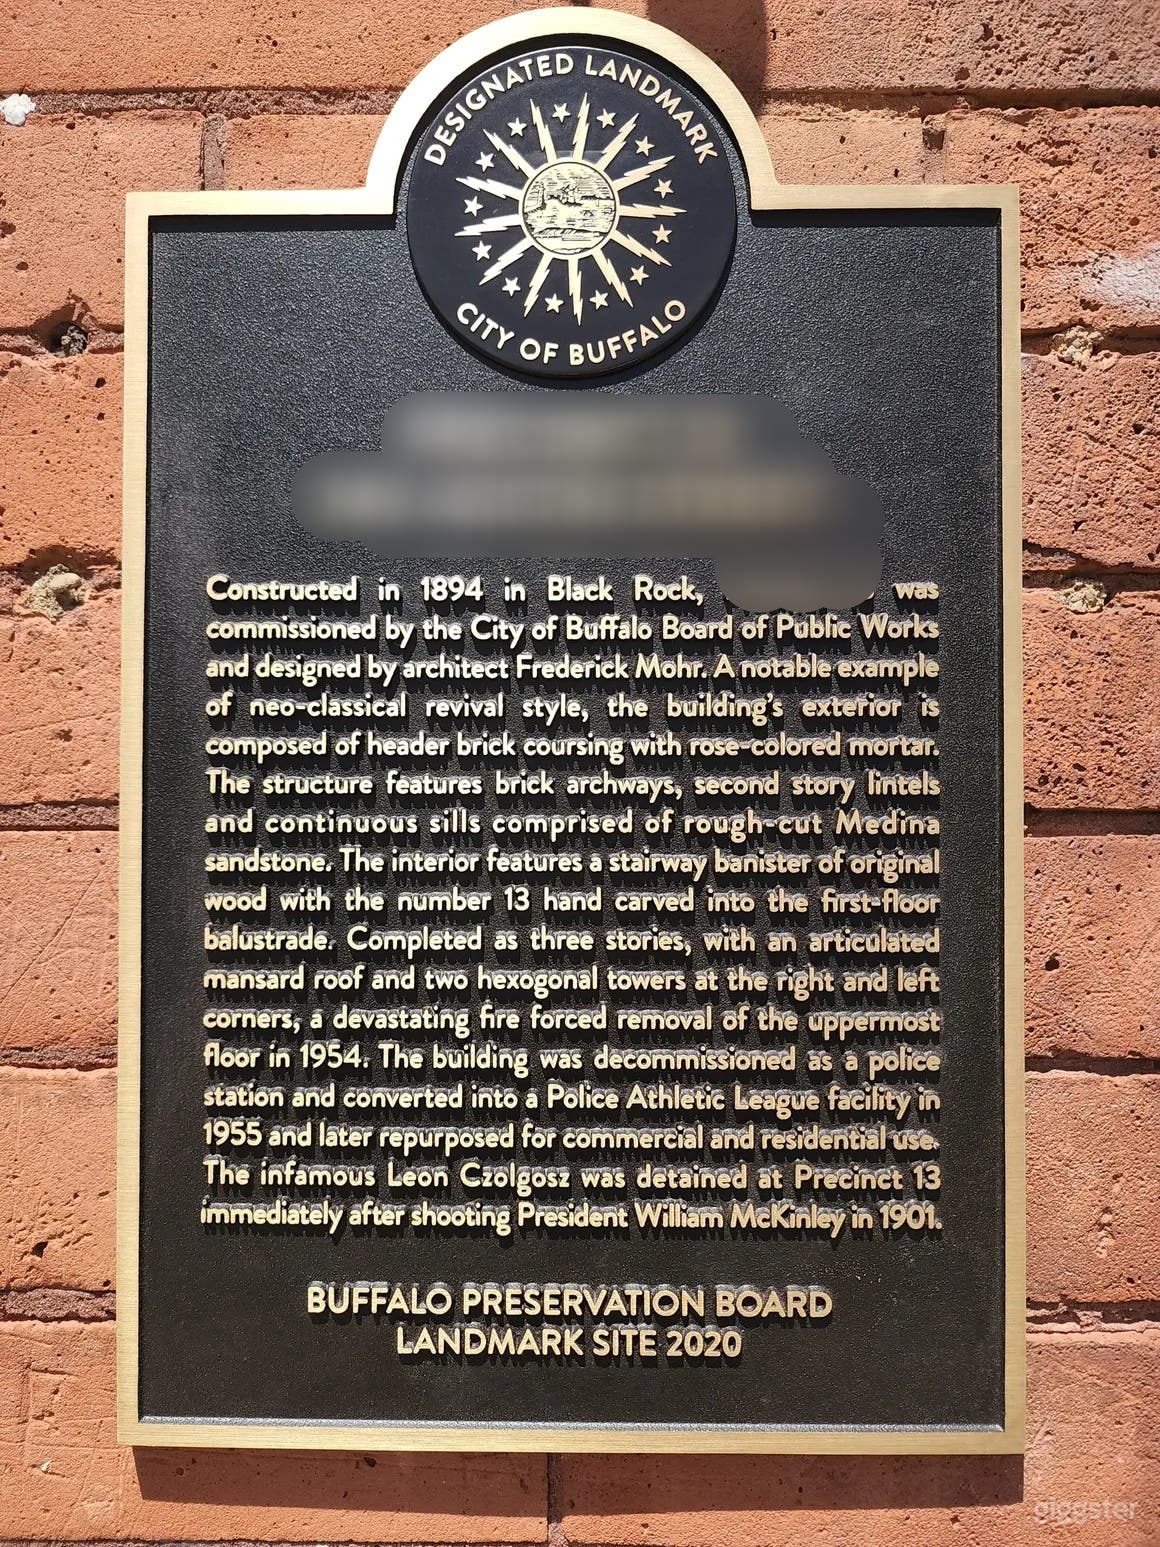 DESIGNATED LANDMARK
CITY OF BUFFALO
Constructed in 1894 in Black Rock, was
commissioned by the City of Buffalo Board of Public Works
and designed by architect Frederick Mohr. A notable example
of neo-classical revival style, the building's exterior is
composed of header brick coursing with rose-colored mortar.
The structure features brick archways, second story lintels
and continuous sills comprised of rough-cut Medina
sandstone. The interior features a stairway banister of original
wood with the number 13 hand carved into the first-floor
balustrade. Completed as three stories, with an articulated
mansard roof and two hexogonal towers at the right and left
corners, a devastating fire forced removal of the uppermost
floor in 1954. The building was decommissioned as a police
station and converted into a Police Athletic League facility in
1955 and later repurposed for commercial and residential use.
The infamous Leon Czolgosz was detained at Precinct 13
immediately after shooting President William McKinley in 1901.
BUFFALO PRESERVATION BOARD
LANDMARK SITE 2020
giggster